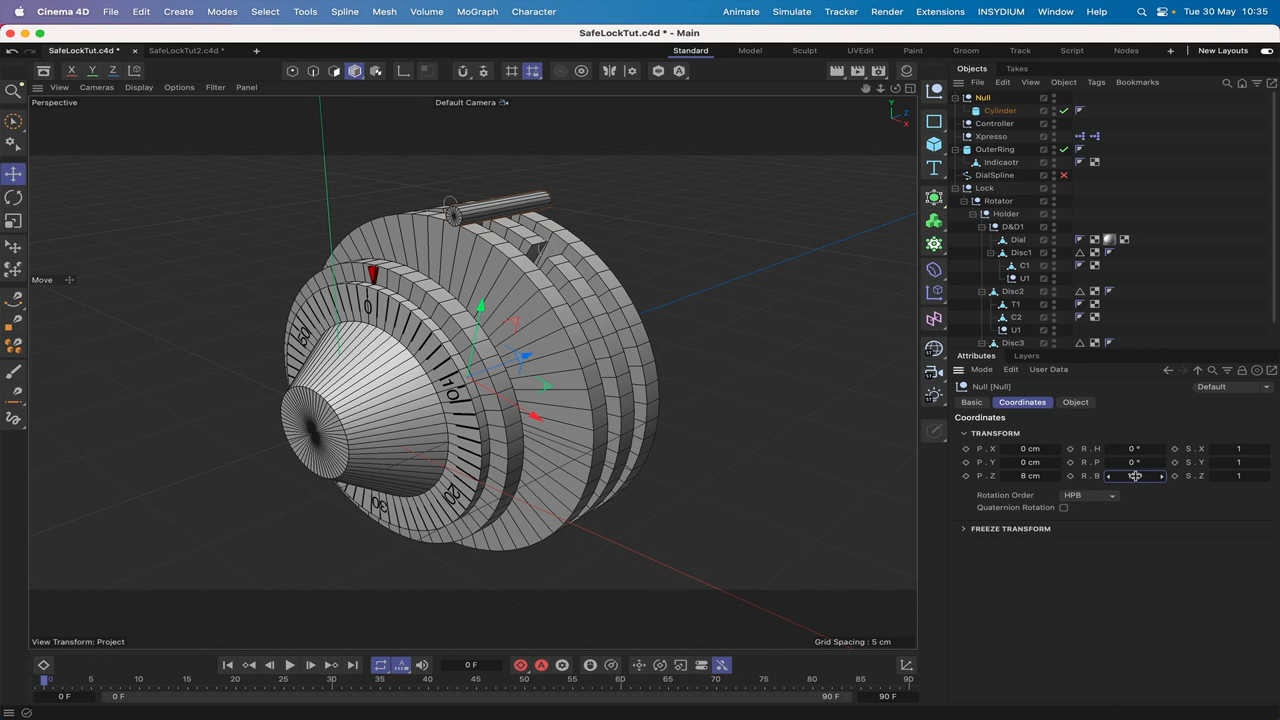 Cinema 4D File Edit Create Modes Select Tools Spline Mesh Volume MoGraph Character Animate Simulate Tracker Render Extensions INSYDIUM Window Help Tue 30 May 10:35
SafeLockTut.c4d * - Main
SafeLockTut.c4d * SafeLockTut2.c4d * Standard Model Sculpt UVEdit Paint Groom Track Script Nodes New Layouts
X Y Z
View Cameras Display Options Filter Panel
Perspective Default Camera
Y
Z
X
Move
0
50
10
20
30
View Transform: Project Grid Spacing : 5 cm
0 F
0 5 10 15 20 25 30 35 40 45 50 55 60 65 70 75 80 85 90
0 F 0 F 90 F 90 F
Objects Takes
File Edit View Object Tags Bookmarks
Null
Cylinder
Controller
Xpresso
OuterRing
Indicaotr
DialSpline
Lock
Rotator
Holder
D&D1
Dial
Disc1
C1
U1
Disc2
T1
C2
U1
Disc3
Attributes Layers
Mode Edit User Data
Null [Null] Default
Basic Coordinates Object
Coordinates
TRANSFORM
P . X 0 cm R . H 0 ° S . X 1
P . Y 0 cm R . P 0 ° S . Y 1
P . Z 8 cm R . B S . Z 1
Rotation Order HPB
Quaternion Rotation
FREEZE TRANSFORM